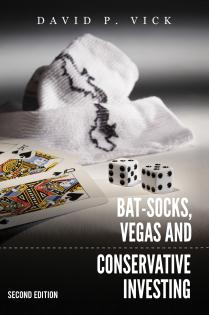 DAVID P. VICK
BAT-SOCKS,
VEGAS AND
CONSERVATIVE
INVESTING
SECOND EDITION